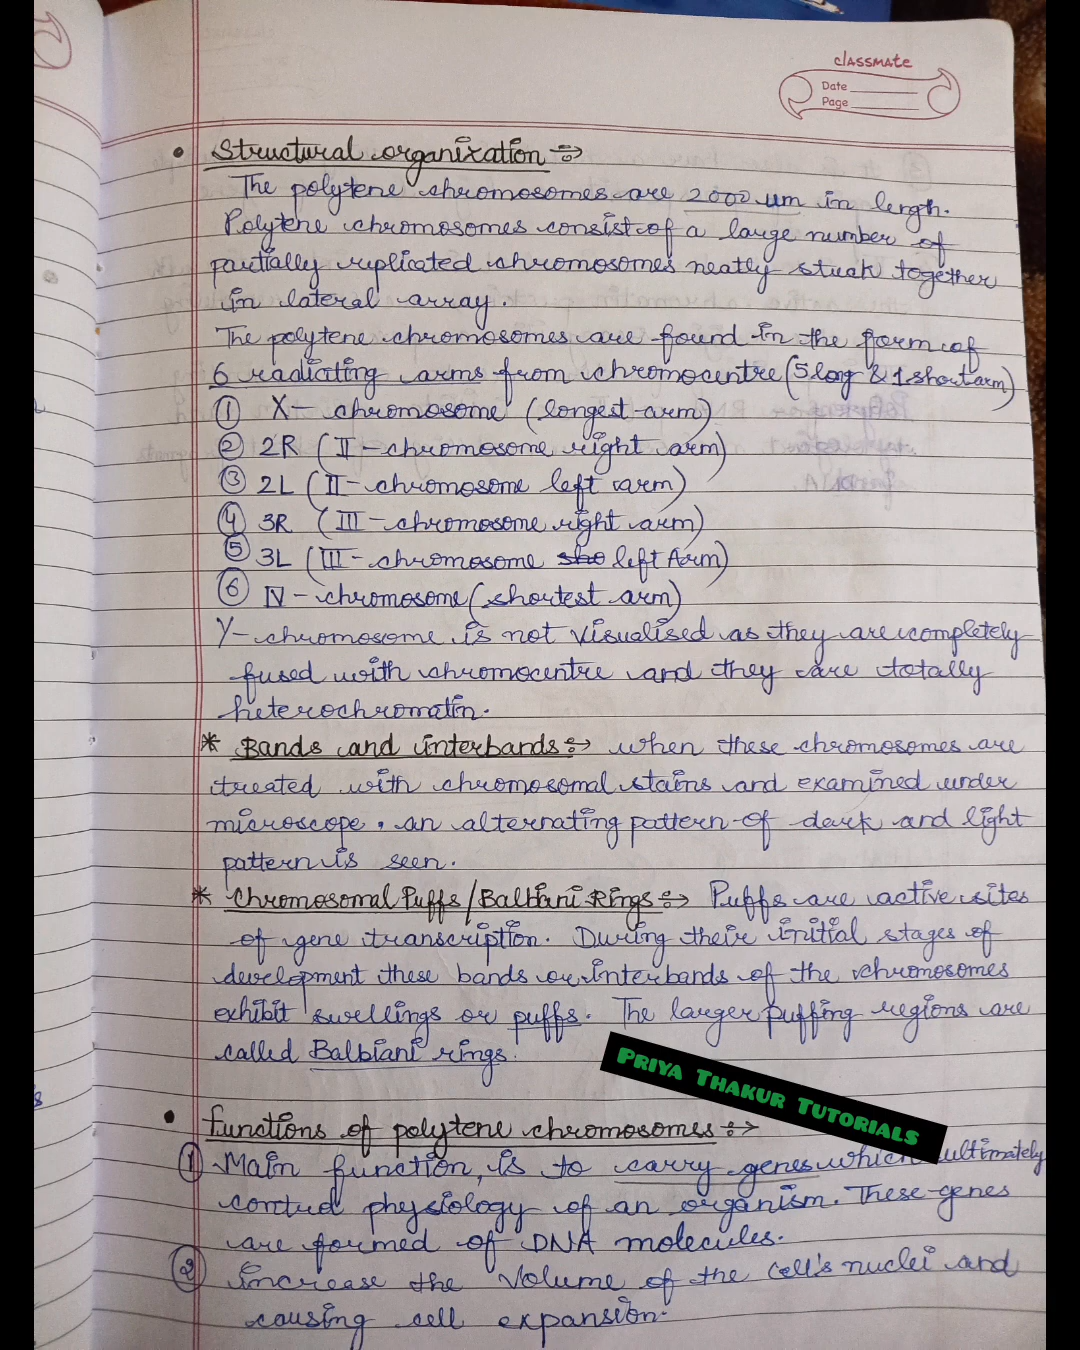 classmate
Date
Page
• Structural organization ÷>
The polytene chromosomes are 2000 um in length.
Polytene chromosomes consist of a large number of
partially replicated chromosomes neatly stuck together
in lateral array.
The polytene chromosomes are found in the form of
6 radiating arms from chromocentre (5 long & 1 short arm)
① X- chromosome (longest arm)
② 2R (II - chromosome right arm)
③ 2L (II - chromosome left arm)
④ 3R (III - chromosome right arm)
⑤ 3L (III - chromosome sho left Arm)
⑥ IV - chromosome (shortest arm)
Y- chromosome is not visualised as they are completely
fused with chromocentre and they are totally
heterochromatin.
* Bands and interbands :→ when these chromosomes are
treated with chromosomal stains and examined under
microscope, an alternating pattern of dark and light
pattern is seen.
* Chromosomal Puffs / Balbiani Rings :→ Puffs are active sites
of gene transcription. During their initial stages of
development these bands or interbands of the chromosomes
exhibit swellings or puffs. The larger puffing regions are
called Balbiani rings.
PRIYA THAKUR TUTORIALS
• functions of polytene chromosomes :→
① Main function, is to carry genes which ultimately
physiology of an organism. These genes
are formed of DNA molecules.
② increase the volume of the cell's nuclei and
causing cell expansion.